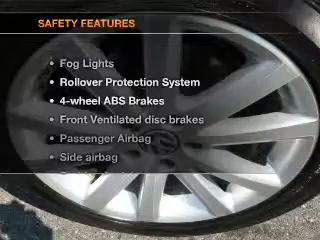 SAFETY FEATURES
• Fog Lights
• Rollover Protection System
• 4-wheel ABS Brakes
• Front Ventilated disc brakes
• Passenger Airbag
• Side airbag